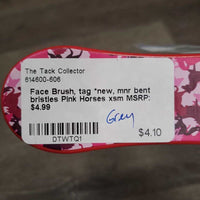 The Tack Collector
614600-606
Face Brush, tag *new, mnr bent
bristles Pink Horses xsm MSRP:
$4.99
Grey
$4.10
DTWTQ1